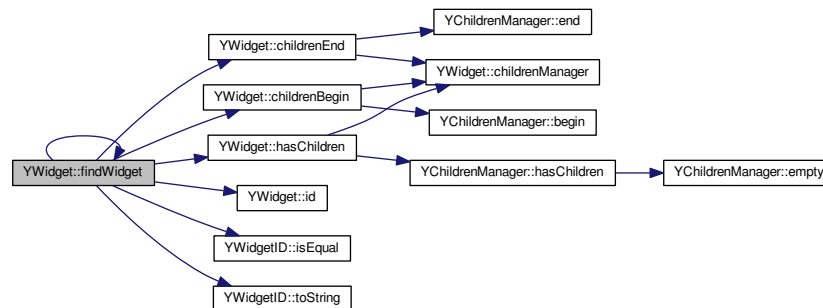 YChildrenManager::end
YWidget::childrenEnd
YWidget::childrenManager
YWidget::childrenBegin
YChildrenManager::begin
YWidget::hasChildren
YWidget::findWidget
YChildrenManager::hasChildren
YChildrenManager::empty
YWidget::id
YWidgetID::isEqual
YWidgetID::toString